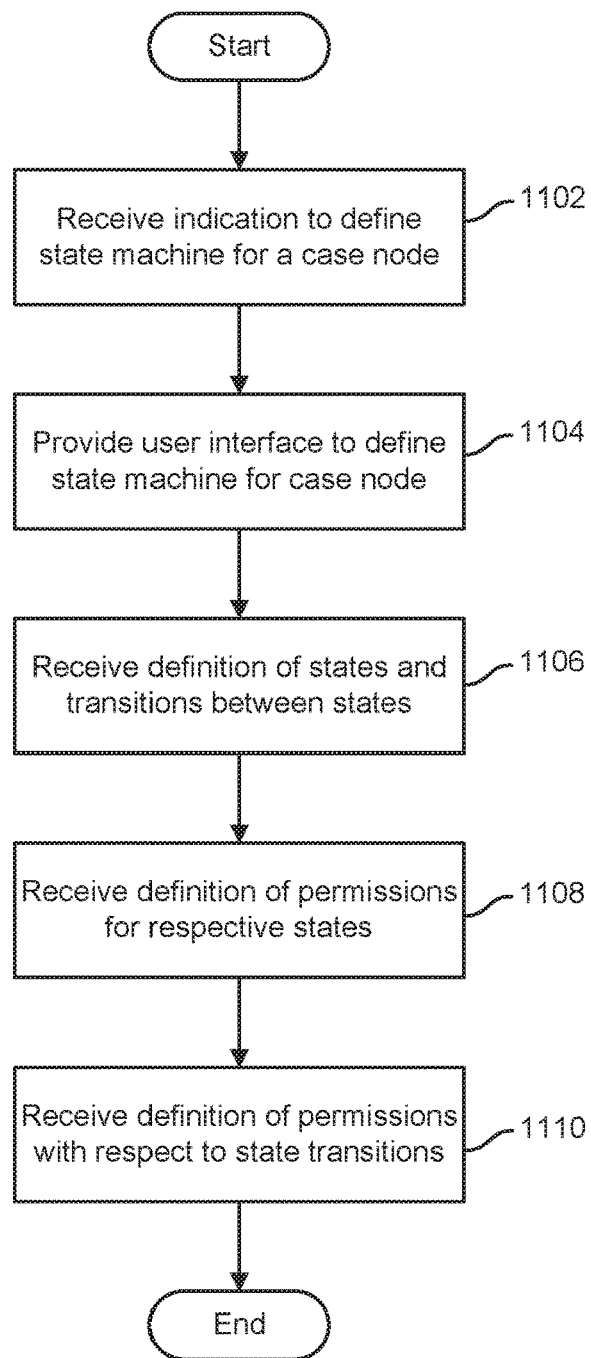 Start
Receive indication to define
state machine for a case node
1102
Provide user interface to define
state machine for case node
1104
Receive definition of states and
transitions between states
1106
Receive definition of permissions
for respective states
1108
Receive definition of permissions
with respect to state transitions
1110
End